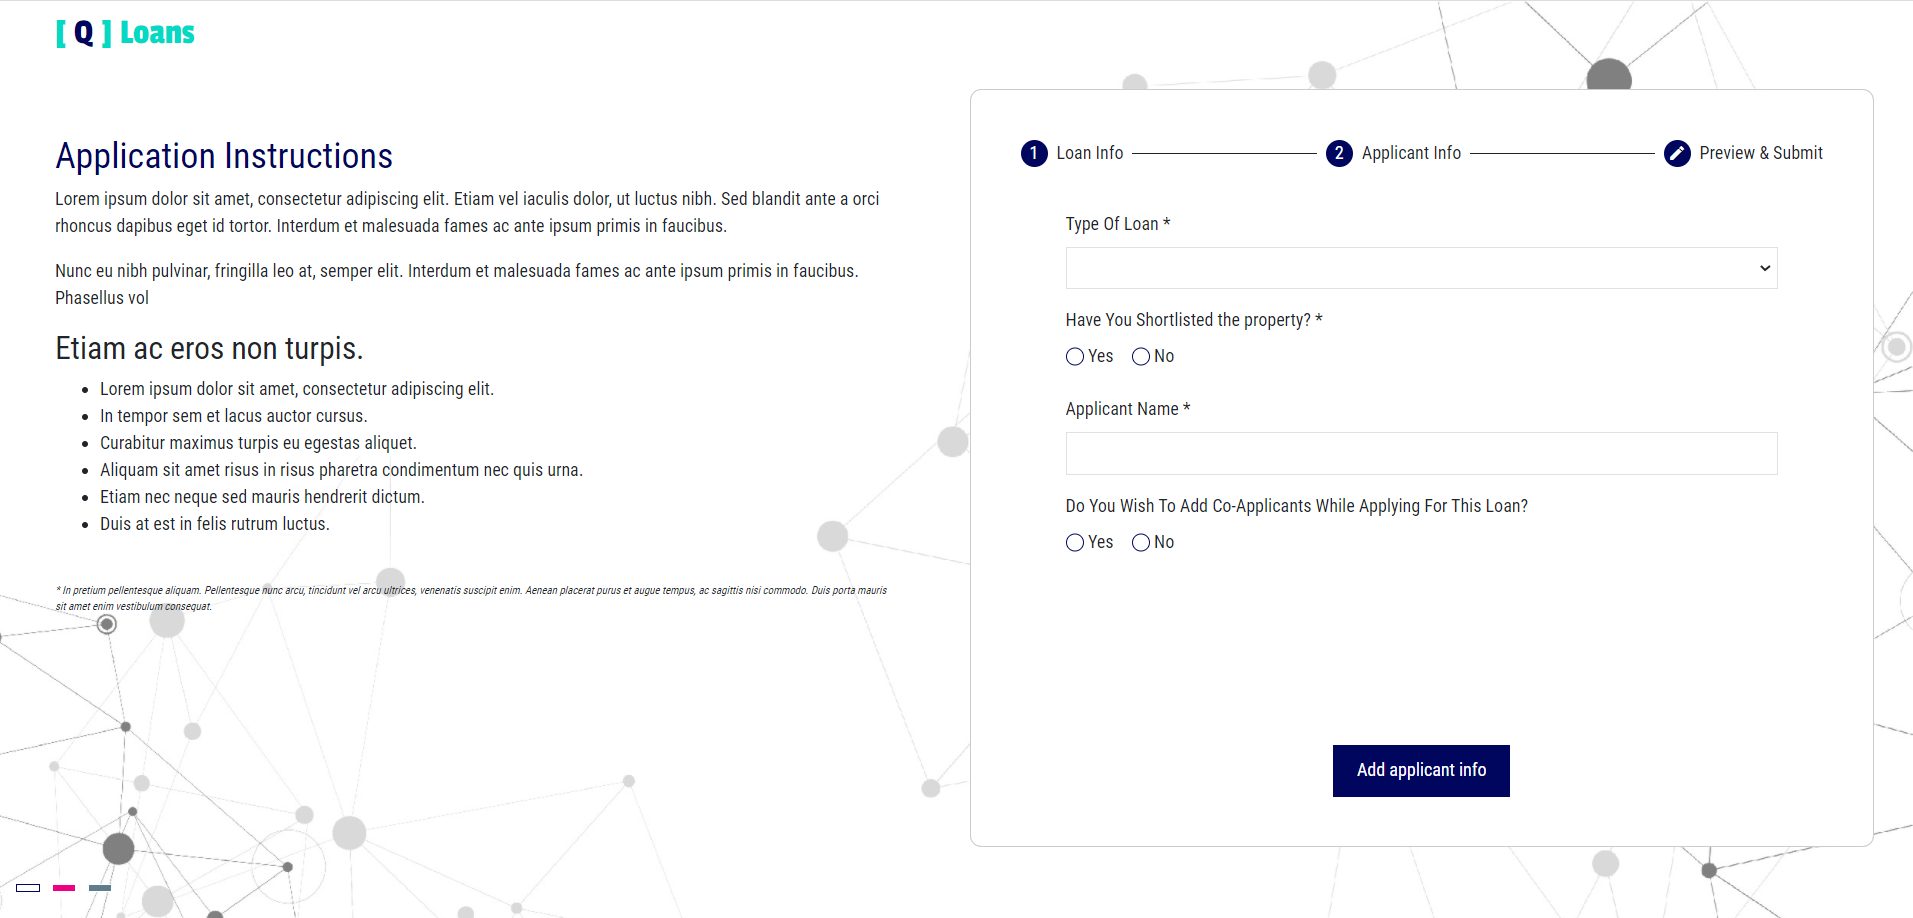 [ Q ] Loans
Application Instructions
Lorem ipsum dolor sit amet, consectetur adipiscing elit. Etiam vel iaculis dolor, ut luctus nibh. Sed blandit ante a orci
rhoncus dapibus eget id tortor. Interdum et malesuada fames ac ante ipsum primis in faucibus.
Nunc eu nibh pulvinar, fringilla leo at, semper elit. Interdum et malesuada fames ac ante ipsum primis in faucibus.
Phasellus vol
Etiam ac eros non turpis.
• Lorem ipsum dolor sit amet, consectetur adipiscing elit.
• In tempor sem et lacus auctor cursus.
• Curabitur maximus turpis eu egestas aliquet.
• Aliquam sit amet risus in risus pharetra condimentum nec quis urna.
• Etiam nec neque sed mauris hendrerit dictum.
• Duis at est in felis rutrum luctus.
* In pretium pellentesque aliquam. Pellentesque nunc arcu, tincidunt vel arcu ultrices, venenatis suscipit enim. Aenean placerat purus et augue tempus, ac sagittis nisi commodo. Duis porta mauris
sit amet enim vestibulum consequat.
1 Loan Info 2 Applicant Info Preview & Submit
Type Of Loan *
Have You Shortlisted the property? *
Yes No
Applicant Name *
Do You Wish To Add Co-Applicants While Applying For This Loan?
Yes No
Add applicant info